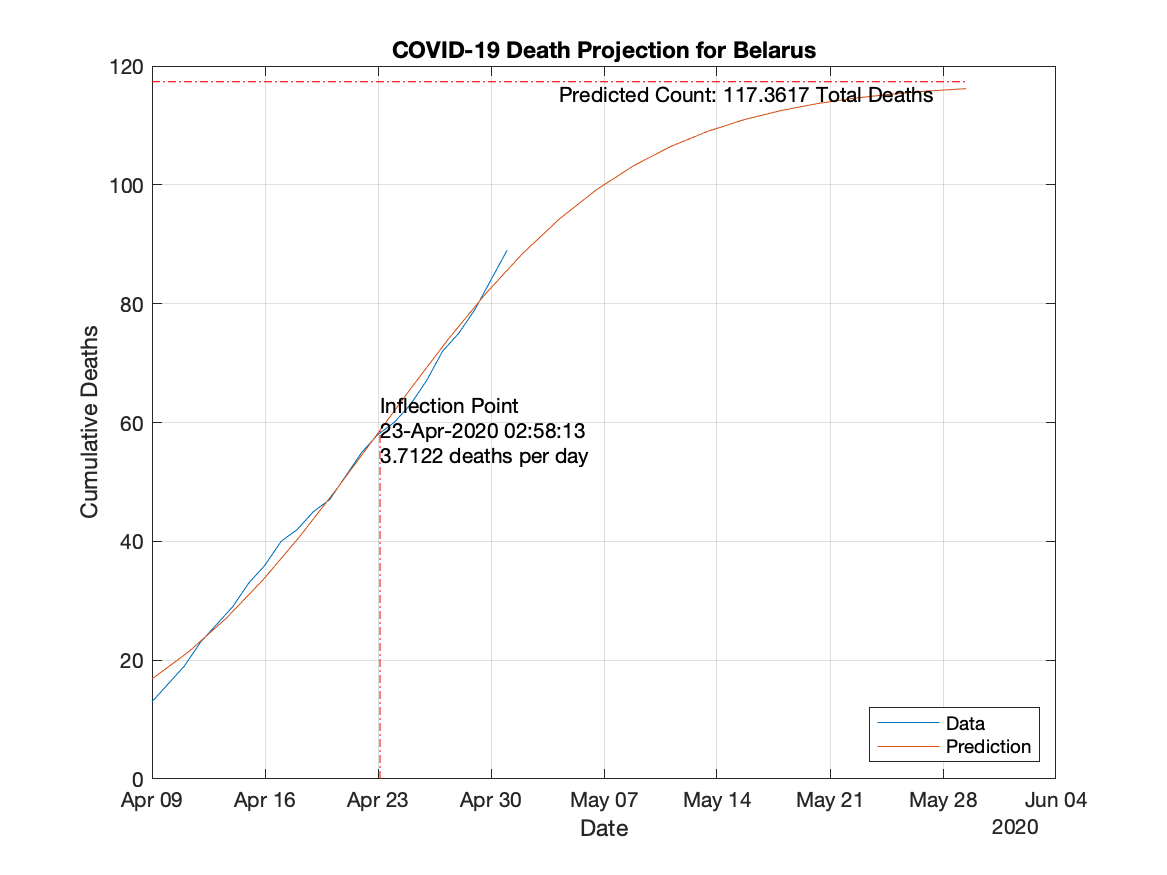 COVID-19 Death Projection for Belarus
120
Predicted Count: 117.3617 Total Deaths
100
80
Cumulative Deaths
Inflection Point
60
23-Apr-2020 02:58:13
3.7122 deaths per day
40
20
Data
Prediction
0
Apr 09 Apr 16 Apr 23 Apr 30 May 07 May 14 May 21 May 28 Jun 04
Date
2020